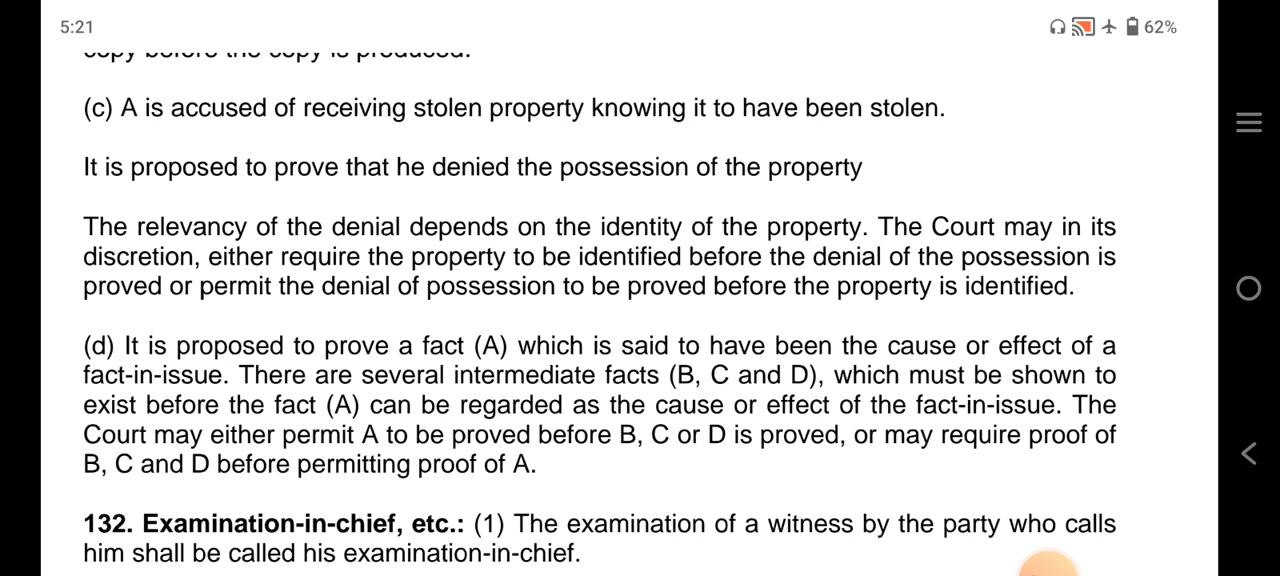 5:21
62%
copy before the copy is produced.
(c) A is accused of receiving stolen property knowing it to have been stolen.
It is proposed to prove that he denied the possession of the property
The relevancy of the denial depends on the identity of the property. The Court may in its
discretion, either require the property to be identified before the denial of the possession is
proved or permit the denial of possession to be proved before the property is identified.
(d) It is proposed to prove a fact (A) which is said to have been the cause or effect of a
fact-in-issue. There are several intermediate facts (B, C and D), which must be shown to
exist before the fact (A) can be regarded as the cause or effect of the fact-in-issue. The
Court may either permit A to be proved before B, C or D is proved, or may require proof of
B, C and D before permitting proof of A.
132. Examination-in-chief, etc.: (1) The examination of a witness by the party who calls
him shall be called his examination-in-chief.